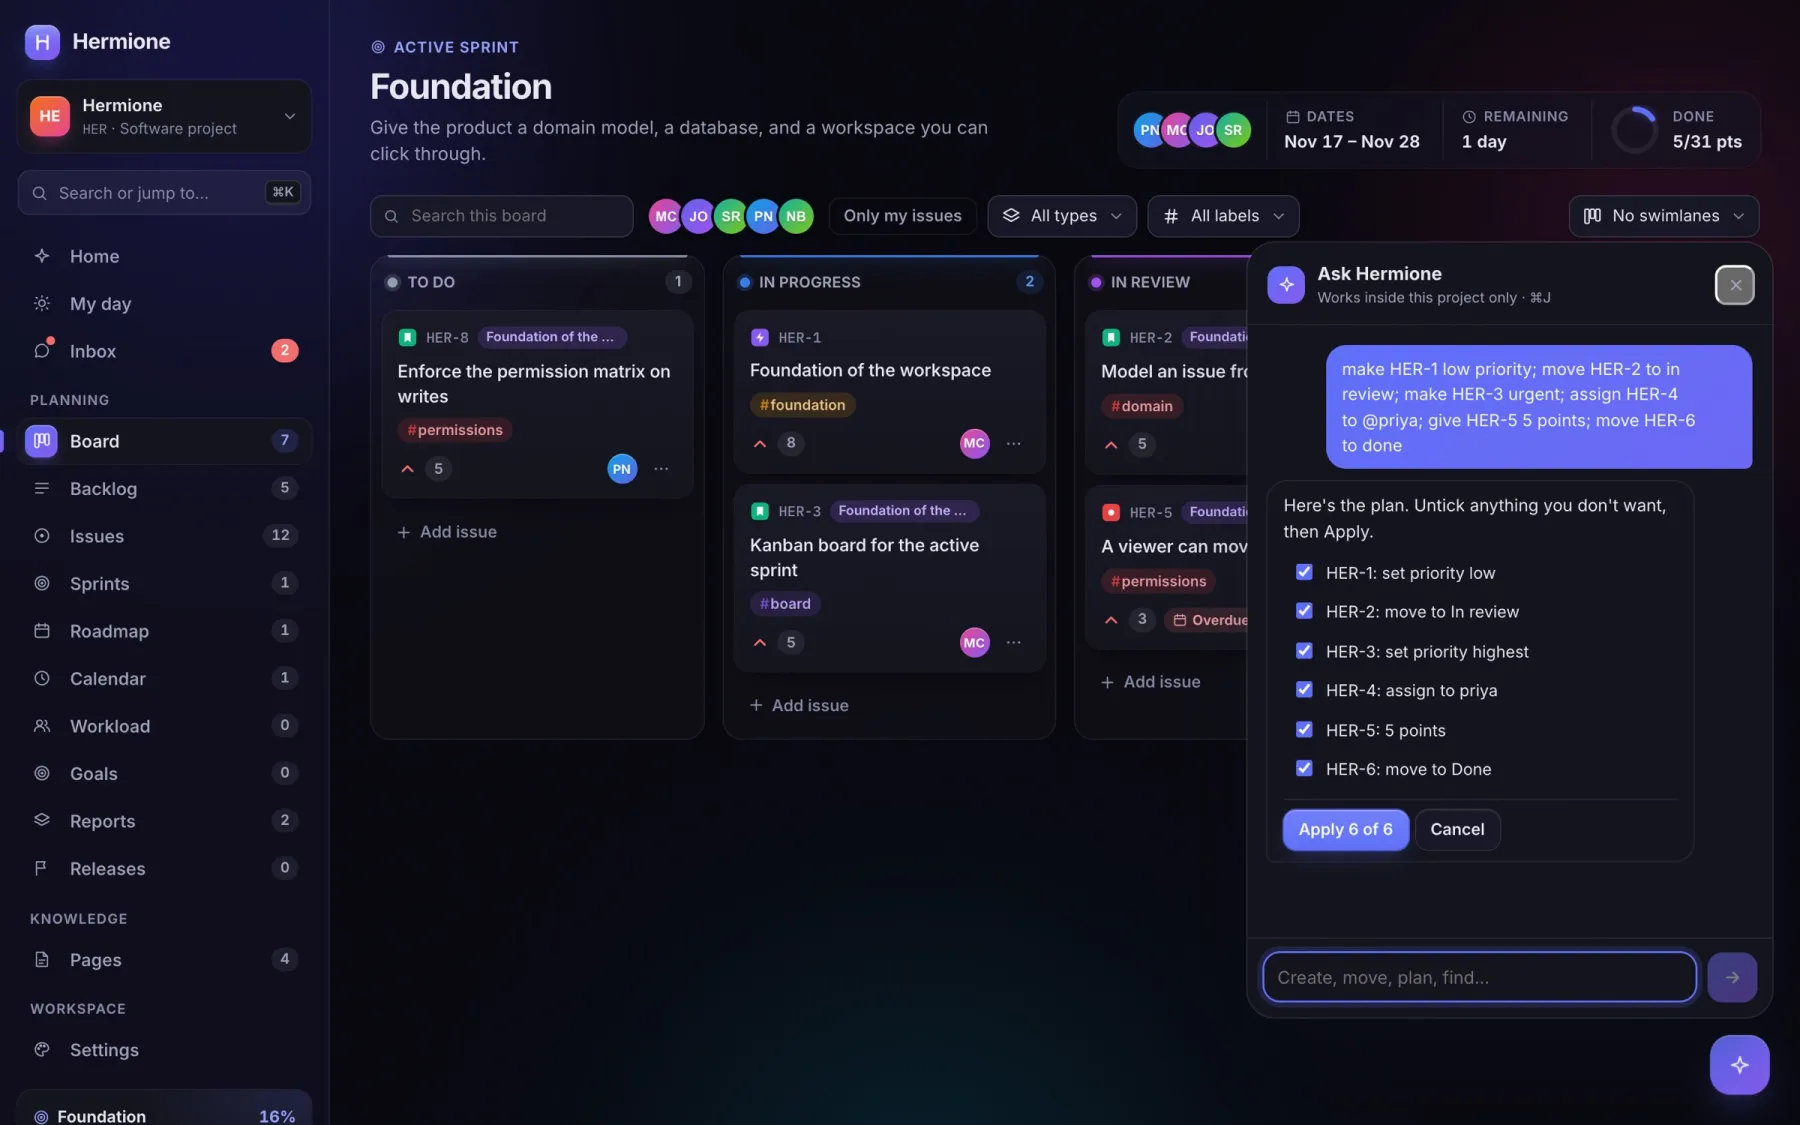 H Hermione
HE Hermione
HER · Software project
Search or jump to... ⌘K
Home
My day
Inbox 2
PLANNING
Board 7
Backlog 5
Issues 12
Sprints 1
Roadmap 1
Calendar 1
Workload 0
Goals 0
Reports 2
Releases 0
KNOWLEDGE
Pages 4
WORKSPACE
Settings
Foundation 16%
ACTIVE SPRINT
Foundation
Give the product a domain model, a database, and a workspace you can
click through.
PN MC JO SR
DATES
Nov 17 – Nov 28
REMAINING
1 day
DONE
5/31 pts
Search this board
MC JO SR PN NB
Only my issues
All types
# All labels
No swimlanes
TO DO 1
HER-8 Foundation of the ...
Enforce the permission matrix on
writes
#permissions
5 PN ...
+ Add issue
IN PROGRESS 2
HER-1
Foundation of the workspace
#foundation
8 MC ...
HER-3 Foundation of the ...
Kanban board for the active
sprint
#board
5 MC ...
+ Add issue
IN REVIEW
HER-2 Foundati
Model an issue fro
#domain
5
HER-5 Foundati
A viewer can mov
#permissions
3 Overdue
+ Add issue
Ask Hermione
Works inside this project only · ⌘J
make HER-1 low priority; move HER-2 to in
review; make HER-3 urgent; assign HER-4
to @priya; give HER-5 5 points; move HER-6
to done
Here's the plan. Untick anything you don't want,
then Apply.
HER-1: set priority low
HER-2: move to In review
HER-3: set priority highest
HER-4: assign to priya
HER-5: 5 points
HER-6: move to Done
Apply 6 of 6
Cancel
Create, move, plan, find...